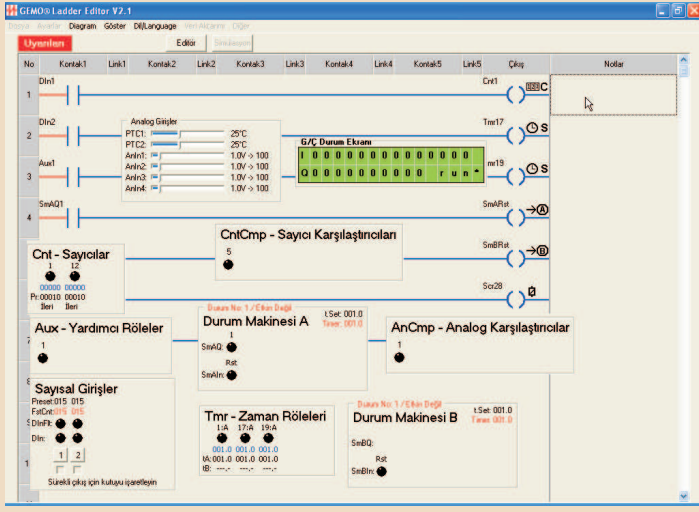 GEMO® Ladder Editor V2.1
Dosya Ayarlar Diagram Göster Dil/Language Veri Aktarımı Diğer
Uyarıları Editör Simülasyon
No Kontak1 Link1 Kontak2 Link2 Kontak3 Link3 Kontak4 Link4 Kontak5 Link5 Çıkış Notlar
1 DIn1 Cnt1 C
2 DIn2 Tmr17 S
Analog Girişler
PTC1: 25°C
PTC2: 25°C
AnIn1: 1.0V -> 100
AnIn2: 1.0V -> 100
AnIn3: 1.0V -> 100
AnIn4: 1.0V -> 100
G/Ç Durum Ekranı
I 0 0 0 0 0 0 0 0 0 0 0 0 0 0
Q 0 0 0 0 0 0 0 0 0 0 r u n *
3 Aux1 mr19 S
4 SmAQ1 SmARst A
SmBRst B
Scr28
CntCmp - Sayıcı Karşılaştırıcıları
5
Cnt - Sayıcılar
1 12
00000 00000
Pr:00010 00010
İleri İleri
Aux - Yardımcı Röleler
1
Durum No: 1 / Etkin Değil
Durum Makinesi A
t.Set: 001.0
Timer: 001.0
1
SmAQ:
Rst
SmAIn:
AnCmp - Analog Karşılaştırıcılar
1
Sayısal Girişler
Preset:015 015
FstCnt:015 015
DInFlt:
DIn:
1 2
Sürekli çıkış için kutuyu işaretleyin
Tmr - Zaman Röleleri
1:A 17:A 19:A
001.0 001.0 001.0
tA:001.0 001.0 001.0
tB: ---.- ---.- ---.-
Durum No: 1 / Etkin Değil
Durum Makinesi B
t.Set: 001.0
Timer: 001.0
SmBQ:
Rst
SmBIn: